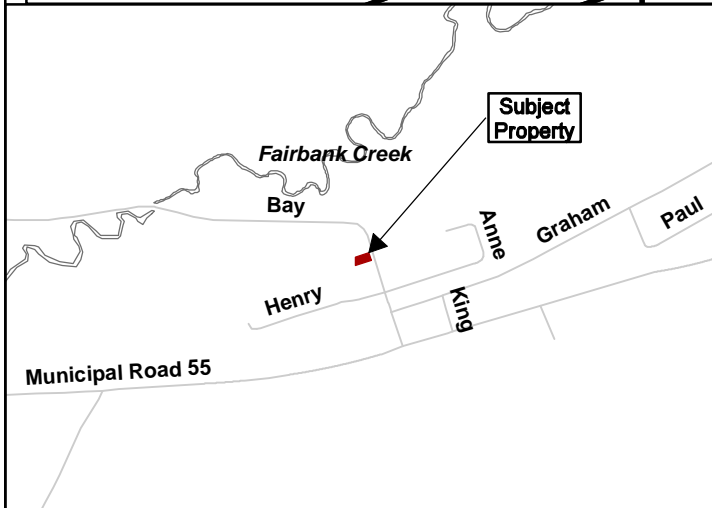 Subject
Property
Fairbank Creek
Bay
Anne
Graham
Paul
Henry
King
Municipal Road 55